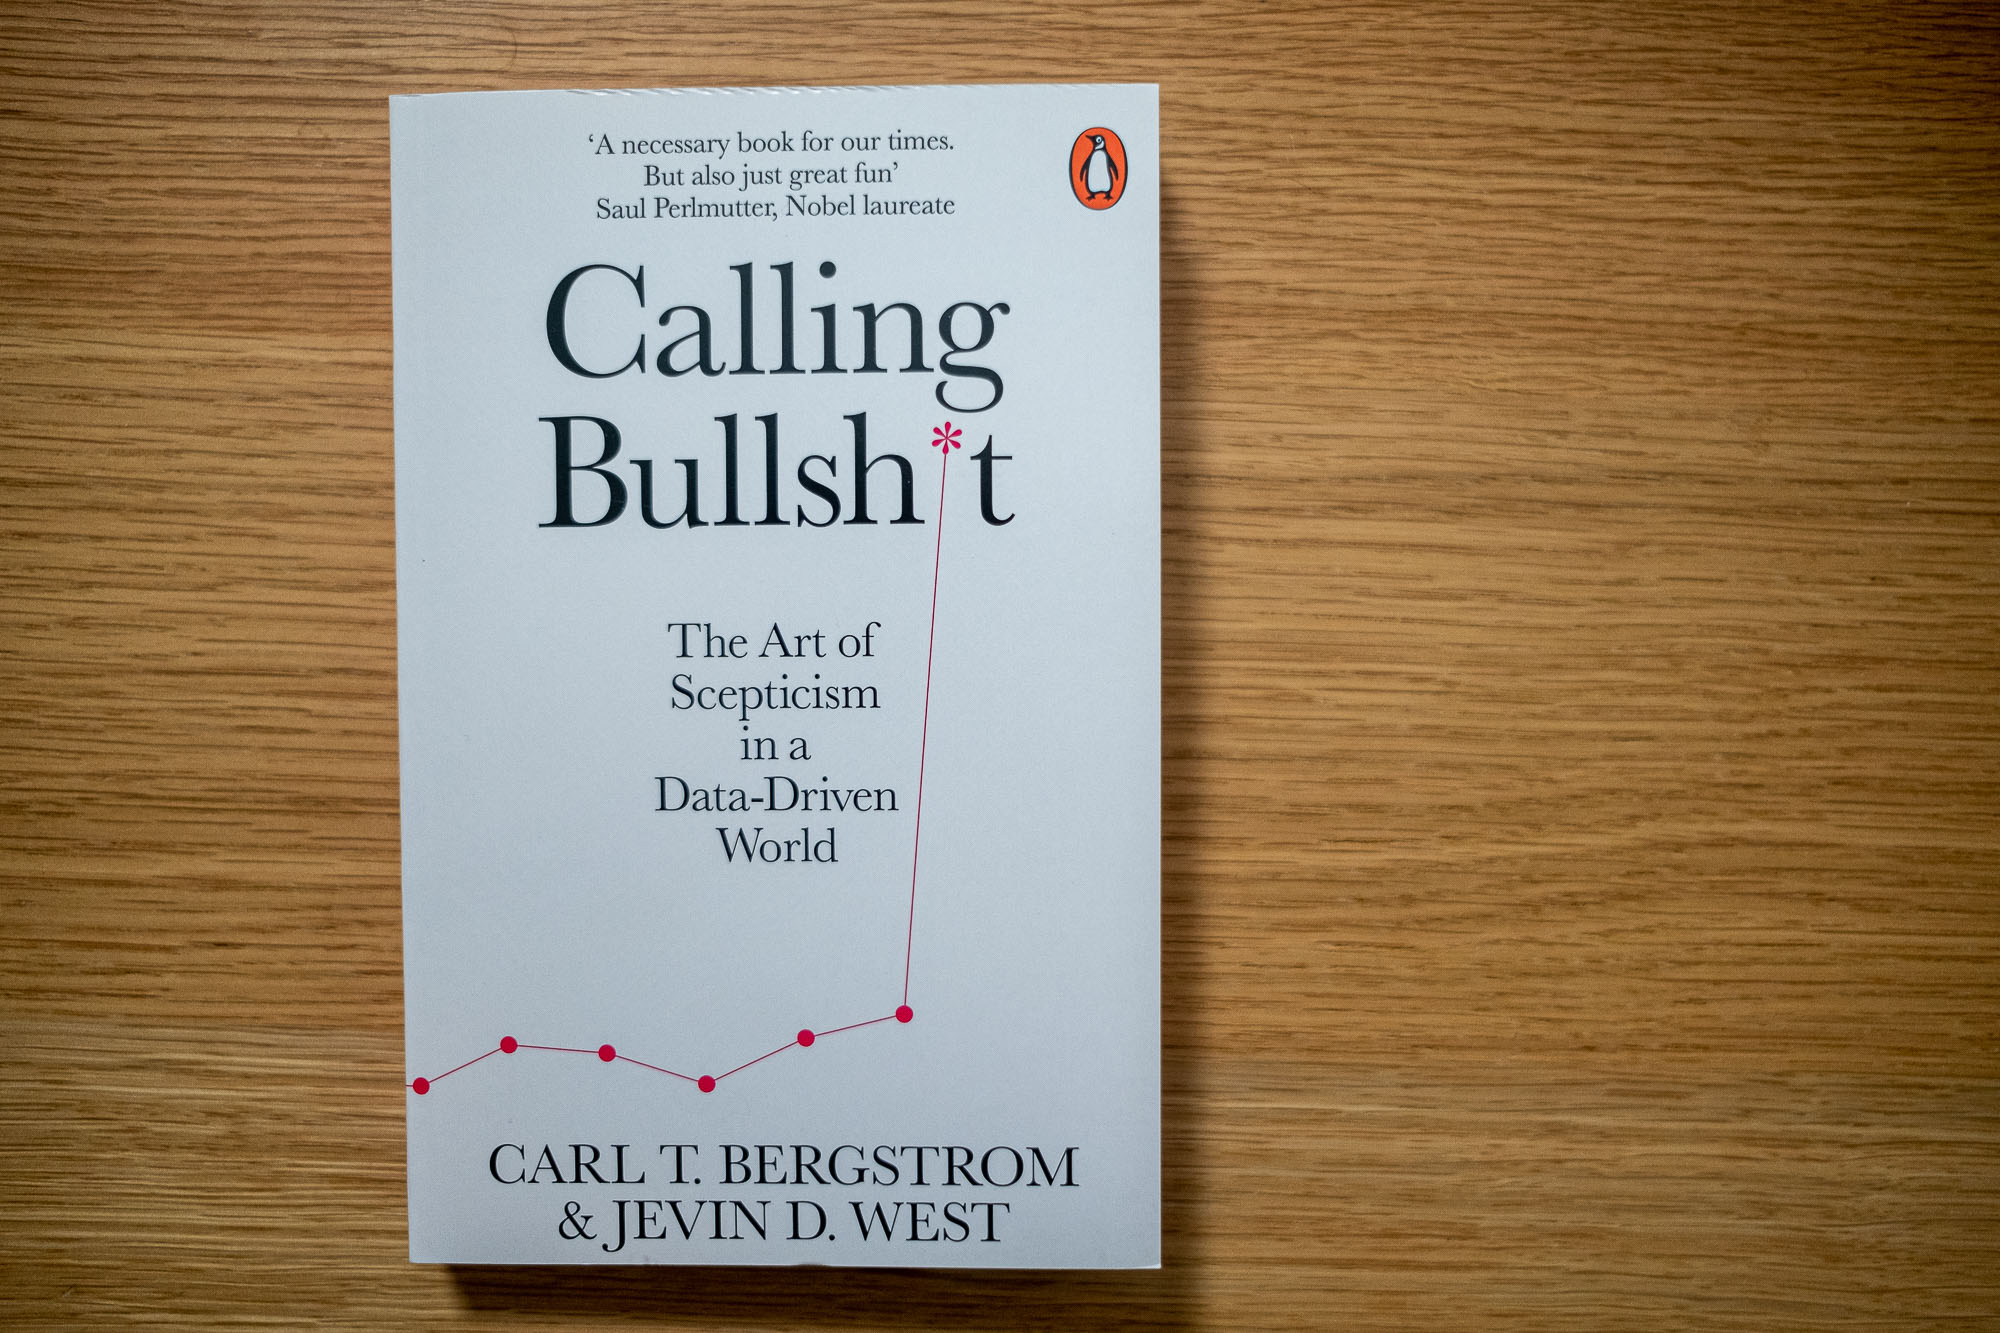 ‘A necessary book for our times.
But also just great fun’
Saul Perlmutter, Nobel laureate
Calling
Bullsh*t
The Art of
Scepticism
in a
Data-Driven
World
CARL T. BERGSTROM
& JEVIN D. WEST